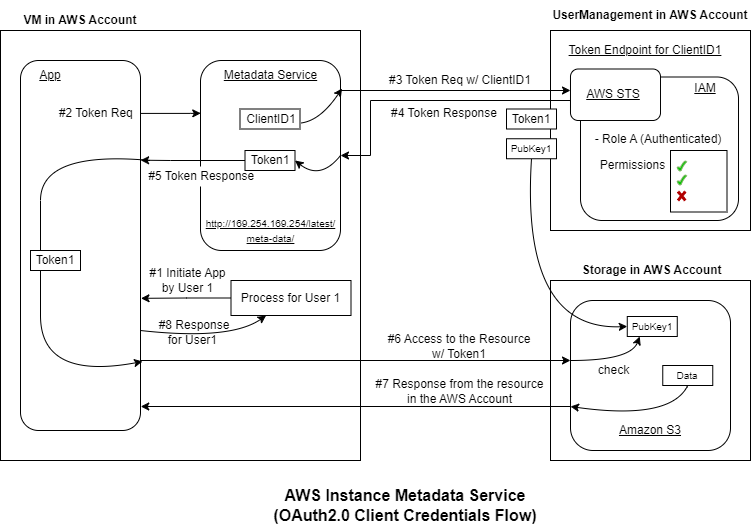 VM in AWS Account
UserManagement in AWS Account
App
Metadata Service
Token Endpoint for ClientID1
#3 Token Req w/ ClientID1
AWS STS
IAM
#2 Token Req
ClientID1
#4 Token Response
Token1
- Role A (Authenticated)
PubKey1
Permissions
Token1
#5 Token Response
http://169.254.169.254/latest/
meta-data/
Token1
#1 Initiate App
by User 1
Process for User 1
#8 Response
for User1
Storage in AWS Account
PubKey1
#6 Access to the Resource
w/ Token1
check
#7 Response from the resource
in the AWS Account
Data
Amazon S3
AWS Instance Metadata Service
(OAuth2.0 Client Credentials Flow)